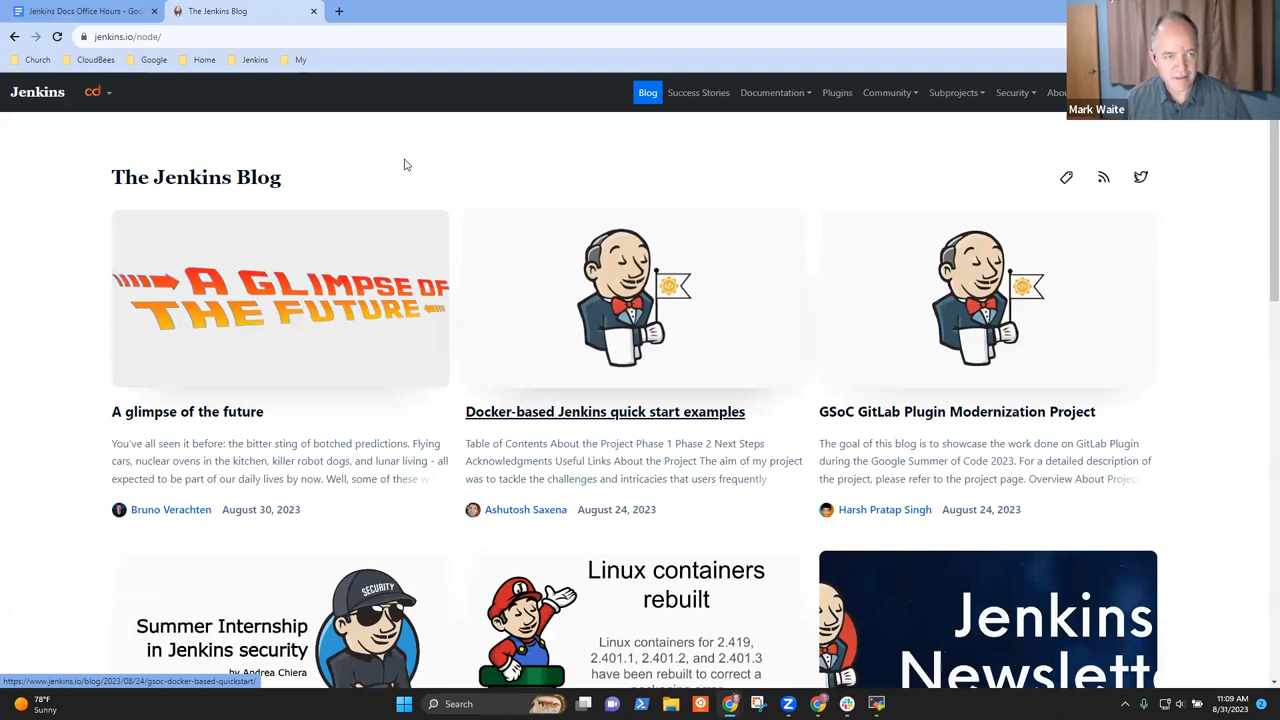 Jenkins Docs Office Hours - Goo
The Jenkins Blog
jenkins.io/node/
Church
CloudBees
Google
Home
Jenkins
My
Mark Waite
Jenkins
cd
Blog
Success Stories
Documentation
Plugins
Community
Subprojects
Security
Abou
The Jenkins Blog
A GLIMPSE OF
THE FUTURE
A glimpse of the future
You've all seen it before: the bitter sting of botched predictions. Flying
cars, nuclear ovens in the kitchen, killer robot dogs, and lunar living - all
expected to be part of our daily lives by now. Well, some of these wi
Bruno Verachten August 30, 2023
Docker-based Jenkins quick start examples
Table of Contents About the Project Phase 1 Phase 2 Next Steps
Acknowledgments Useful Links About the Project The aim of my project
was to tackle the challenges and intricacies that users frequently
Ashutosh Saxena August 24, 2023
GSoC GitLab Plugin Modernization Project
The goal of this blog is to showcase the work done on GitLab Plugin
during the Google Summer of Code 2023. For a detailed description of
the project, please refer to the project page. Overview About Project
Harsh Pratap Singh August 24, 2023
SECURITY
Summer Internship
in Jenkins security
by Andrea Chiera
Linux containers
rebuilt
Linux containers for 2.419,
2.401.1, 2.401.2, and 2.401.3
have been rebuilt to correct a
Jenkins
Newslette
https://www.jenkins.io/blog/2023/08/24/gsoc-docker-based-quickstart/
78°F
Sunny
Search
11:09 AM
8/31/2023
2